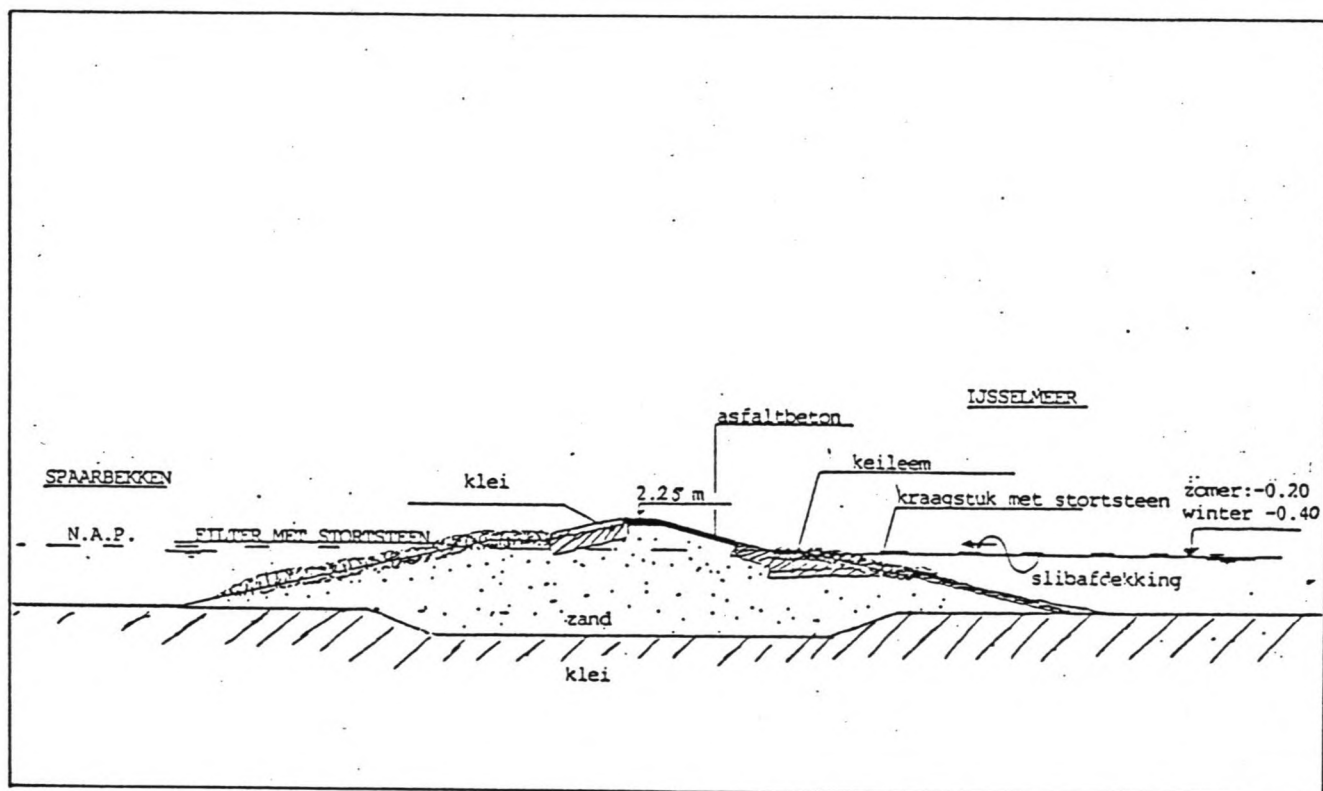 IJSSELMEER
asfaltbeton
keileem
SPAARBEKKEN
klei
2.25 m
kraagstuk met stortsteen
zomer:-0.20
winter -0.40
N.A.P.
FILTER MET STORTSTEEN
slibafdekking
zand
klei